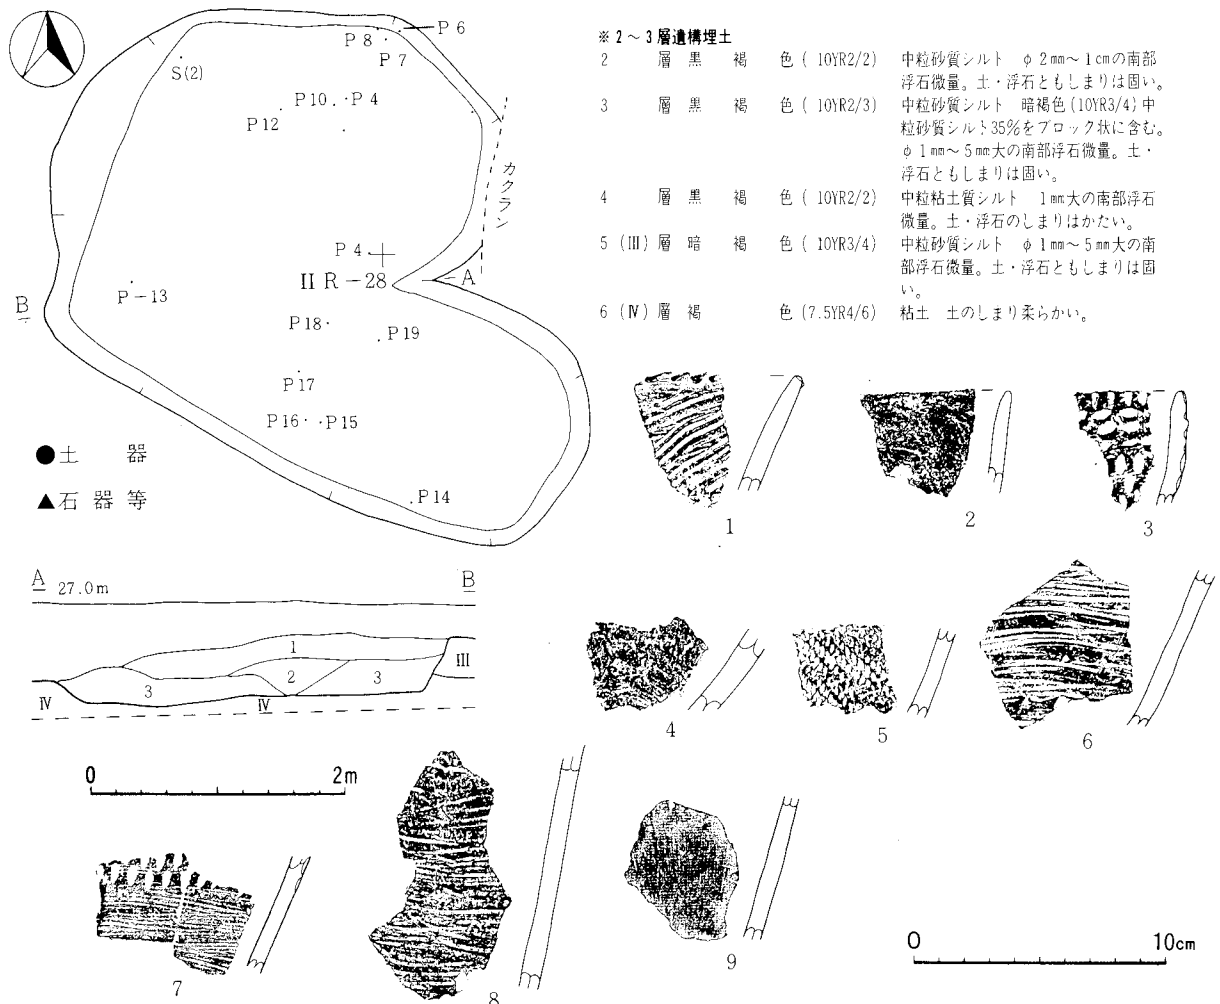 P 6
P 8
P 7
S(2)
P10
P 4
P12
カクラン
P 4
II R－28
A
P－13
B
P18
P19
P17
P16
P15
P14
●土 器
▲石 器 等
※2～3層遺構埋土
2 層 黒 褐 色 ( 10YR2/2) 中粒砂質シルト φ2㎜～1㎝の南部
浮石微量。土・浮石ともしまりは固い。
3 層 黒 褐 色 ( 10YR2/3) 中粒砂質シルト 暗褐色(10YR3/4)中
粒砂質シルト35％をブロック状に含む。
φ1㎜～5㎜大の南部浮石微量。土・
浮石ともしまりは固い。
4 層 黒 褐 色 ( 10YR2/2) 中粒粘土質シルト 1㎜大の南部浮石
微量。土・浮石のしまりはかたい。
5 (Ⅲ) 層 暗 褐 色 ( 10YR3/4) 中粒砂質シルト φ1㎜～5㎜大の南
部浮石微量。土・浮石ともしまりは固
い。
6 (Ⅳ) 層 褐 色 (7.5YR4/6) 粘土 土のしまり柔らかい。
1
2
3
A 27.0m B
1
Ⅲ
2
3
3
Ⅳ
Ⅳ
4
5
6
0 2m
7
8
9
0 10cm